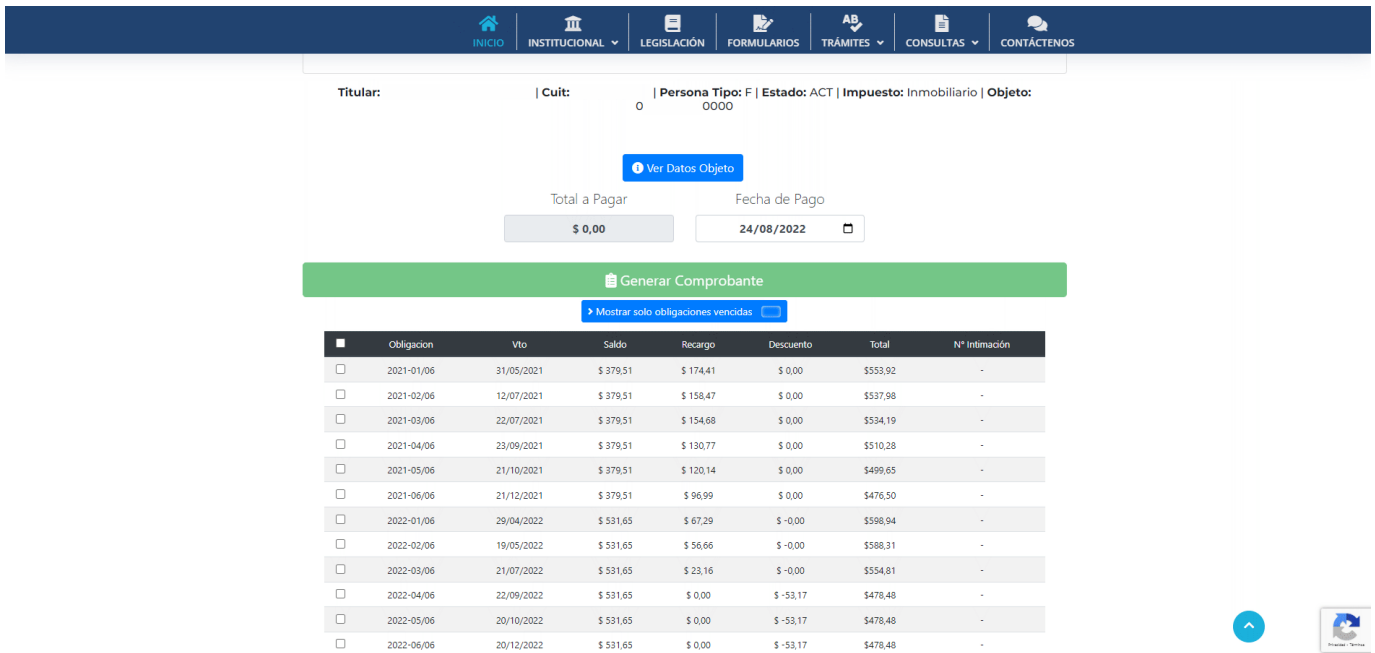 INICIO INSTITUCIONAL LEGISLACIÓN FORMULARIOS TRÁMITES CONSULTAS CONTÁCTENOS
Titular: | Cuit: | Persona Tipo: F | Estado: ACT | Impuesto: Inmobiliario | Objeto:
0 0000
Ver Datos Objeto
Total a Pagar Fecha de Pago
$ 0,00 24/08/2022
Generar Comprobante
Mostrar solo obligaciones vencidas
Obligacion Vto Saldo Recargo Descuento Total N° Intimación
2021-01/06 31/05/2021 $ 379,51 $ 174,41 $ 0,00 $553,92 -
2021-02/06 12/07/2021 $ 379,51 $ 158,47 $ 0,00 $537,98 -
2021-03/06 22/07/2021 $ 379,51 $ 154,68 $ 0,00 $534,19 -
2021-04/06 23/09/2021 $ 379,51 $ 130,77 $ 0,00 $510,28 -
2021-05/06 21/10/2021 $ 379,51 $ 120,14 $ 0,00 $499,65 -
2021-06/06 21/12/2021 $ 379,51 $ 96,99 $ 0,00 $476,50 -
2022-01/06 29/04/2022 $ 531,65 $ 67,29 $ -0,00 $598,94 -
2022-02/06 19/05/2022 $ 531,65 $ 56,66 $ -0,00 $588,31 -
2022-03/06 21/07/2022 $ 531,65 $ 23,16 $ -0,00 $554,81 -
2022-04/06 22/09/2022 $ 531,65 $ 0,00 $ -53,17 $478,48 -
2022-05/06 20/10/2022 $ 531,65 $ 0,00 $ -53,17 $478,48 -
2022-06/06 20/12/2022 $ 531,65 $ 0,00 $ -53,17 $478,48 -
Privacidad - Términos